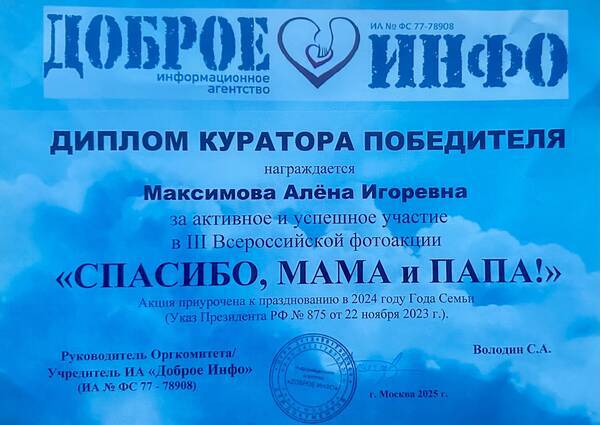 ДОБРОЕ ИНФО
ИА № ФС 77-78908
информационное
агентство
ДИПЛОМ КУРАТОРА ПОБЕДИТЕЛЯ
награждается
Максимова Алёна Игоревна
за активное и успешное участие
в III Всероссийской фотоакции
«СПАСИБО, МАМА и ПАПА!»
Акция приурочена к празднованию в 2024 году Года Семьи
(Указ Президента РФ № 875 от 22 ноября 2023 г.).
Руководитель Оргкомитета/
Учредитель ИА «Доброе Инфо»
(ИА № ФС 77 - 78908)
«ДОБРОЕ ИНФО»
Володин С.А.
г. Москва 2025 г.